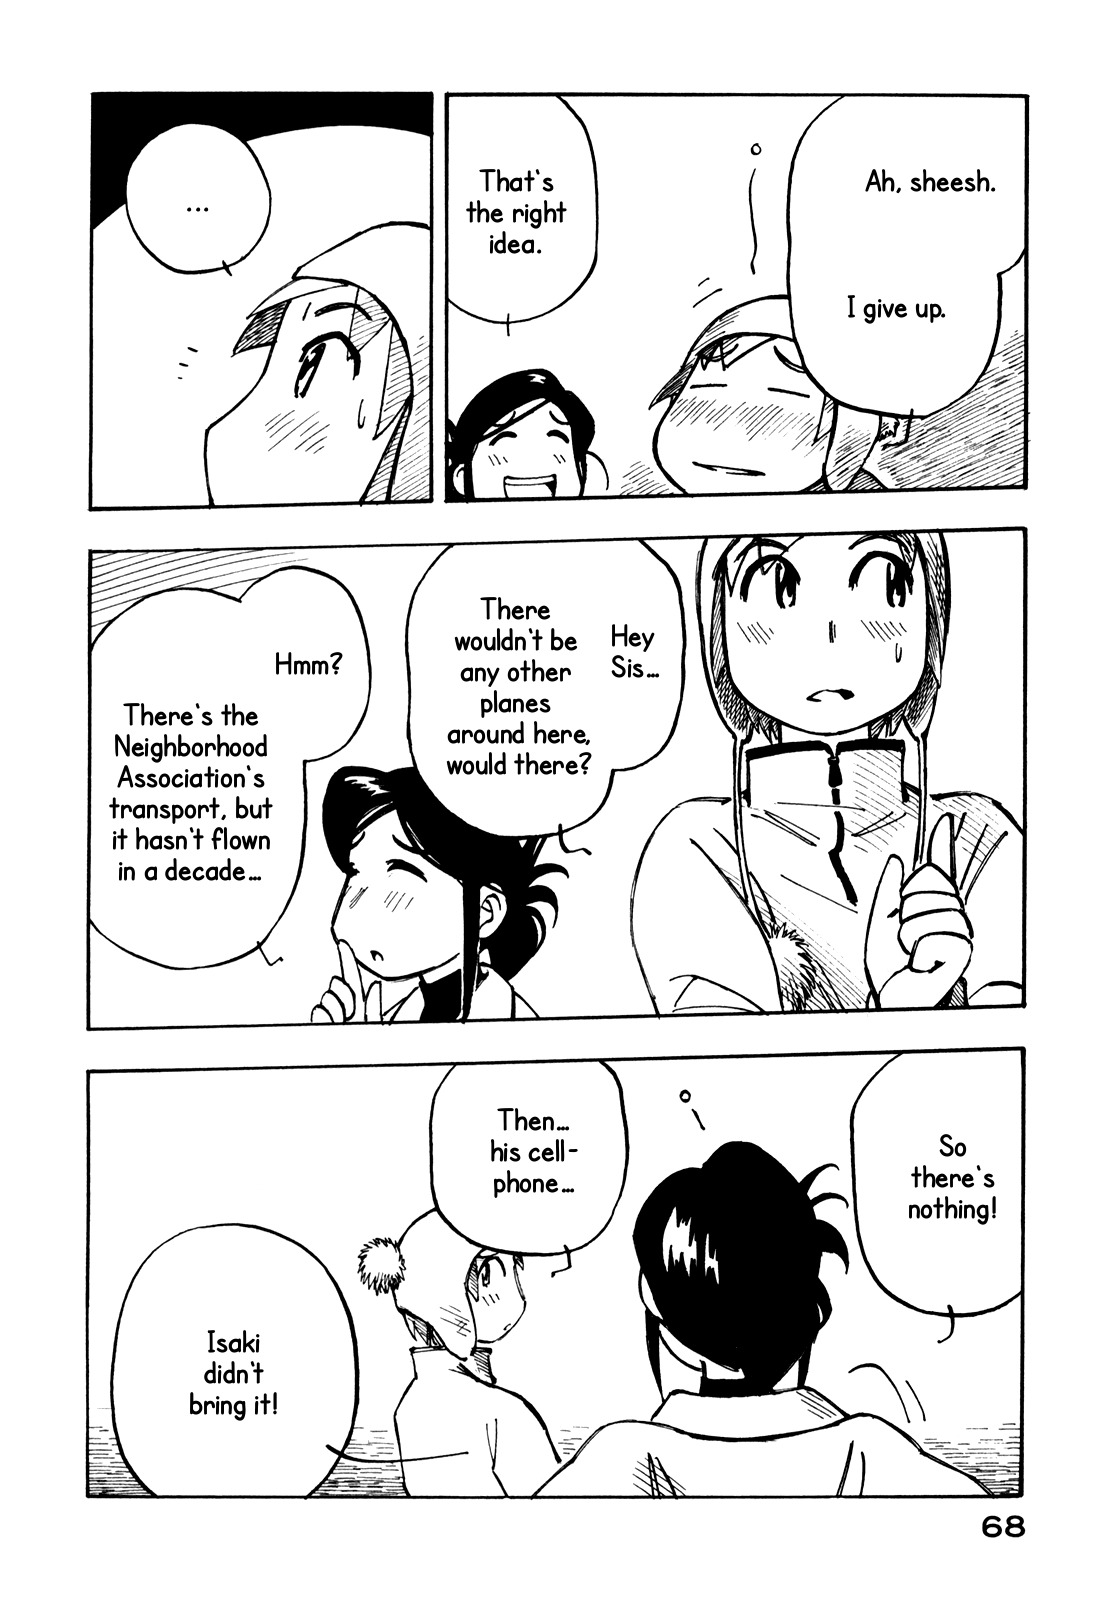 Ah, sheesh.
I give up.
That's
the right
idea.
...
Hey
Sis...
There
wouldn't be
any other
planes
around here,
would there?
Hmm?
There's the
Neighborhood
Association's
transport, but
it hasn't flown
in a decade...
So
there's
nothing!
Then...
his cell-
phone...
Isaki
didn't
bring it!
68